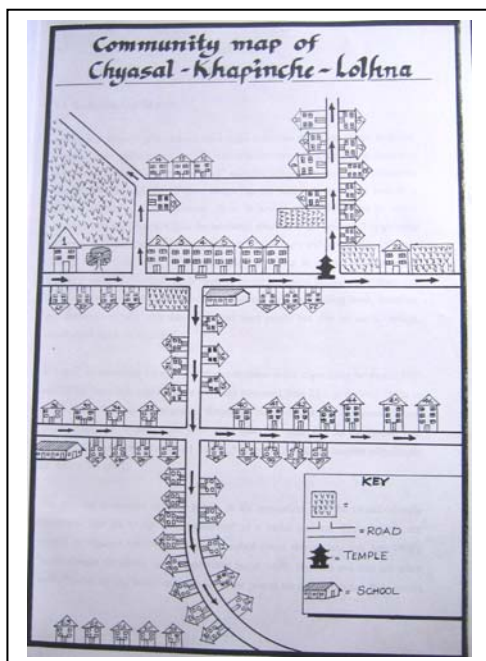 Community map of
Chyasal-Khapinche-Lolhna
KEY
=
= ROAD
= TEMPLE
= SCHOOL